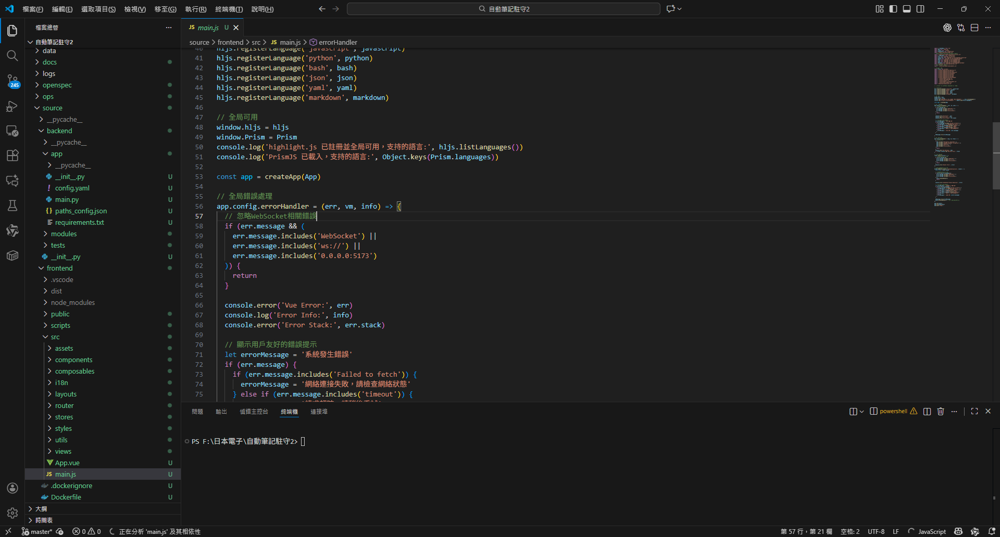 檔案(F) 編輯(E) 選取項目(S) 檢視(V) 移至(G) 執行(R) 終端機(T) 說明(H)
自動筆記駐守2
檔案總管
自動筆記駐守2
data
docs
logs
openspec
ops
source
__pycache__
backend
__pycache__
app
__pycache__
__init__.py U
config.yaml U
main.py U
paths_config.json U
requirements.txt U
modules
tests
__init__.py U
frontend
.vscode
dist
node_modules
public
scripts
src
assets
components
composables
i18n
layouts
router
stores
styles
utils
views
App.vue U
JS main.js U
.dockerignore U
Dockerfile U
大綱
時間表
245
JS main.js U
source > frontend > src > JS main.js > errorHandler
40 hljs.registerLanguage('javascript', javascript)
41 hljs.registerLanguage('python', python)
42 hljs.registerLanguage('bash', bash)
43 hljs.registerLanguage('json', json)
44 hljs.registerLanguage('yaml', yaml)
45 hljs.registerLanguage('markdown', markdown)
46
47 // 全局可用
48 window.hljs = hljs
49 window.Prism = Prism
50 console.log('highlight.js 已註冊並全局可用，支持的語言:', hljs.listLanguages())
51 console.log('PrismJS 已載入，支持的語言:', Object.keys(Prism.languages))
52
53 const app = createApp(App)
54
55 // 全局錯誤處理
56 app.config.errorHandler = (err, vm, info) => {
57 // 忽略WebSocket相關錯誤
58 if (err.message && (
59 err.message.includes('WebSocket') ||
60 err.message.includes('ws://') ||
61 err.message.includes('0.0.0.0:5173')
62 )) {
63 return
64 }
65
66 console.error('Vue Error:', err)
67 console.log('Error Info:', info)
68 console.error('Error Stack:', err.stack)
69
70 // 顯示用戶友好的錯誤提示
71 let errorMessage = '系統發生錯誤'
72 if (err.message) {
73 if (err.message.includes('Failed to fetch')) {
74 errorMessage = '網絡連接失敗，請檢查網絡狀態'
75 } else if (err.message.includes('timeout')) {
問題 輸出 偵錯主控台 終端機 連接埠
powershell
PS F:\日本電子\自動筆記駐守2>
master* 0 0 正在分析 'main.js' 及其相依性
第 57 行，第 21 欄 空格: 2 UTF-8 LF JavaScript